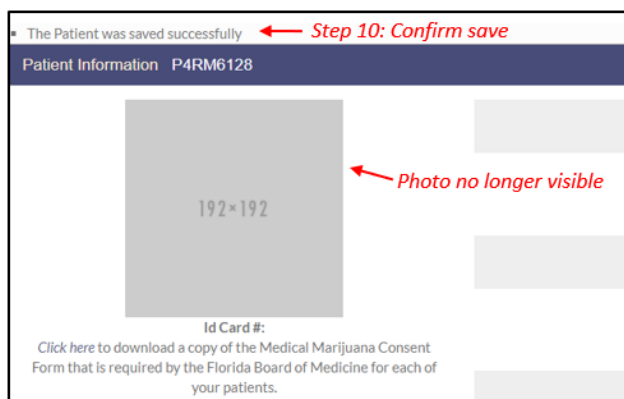 The Patient was saved successfully
Step 10: Confirm save
Patient Information P4RM6128
192×192
Photo no longer visible
Id Card #:
Click here to download a copy of the Medical Marijuana Consent
Form that is required by the Florida Board of Medicine for each of
your patients.